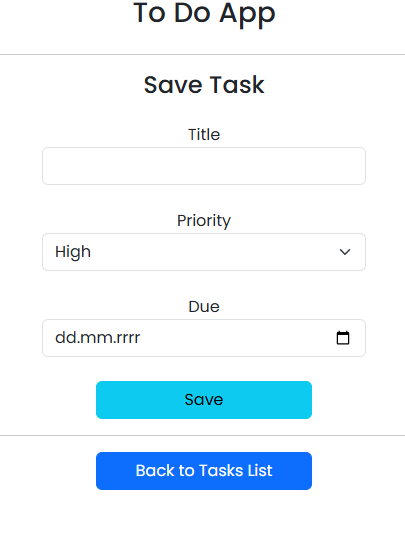 To Do App
Save Task
Title
Priority
High
Due
dd.mm.rrrr
Save
Back to Tasks List